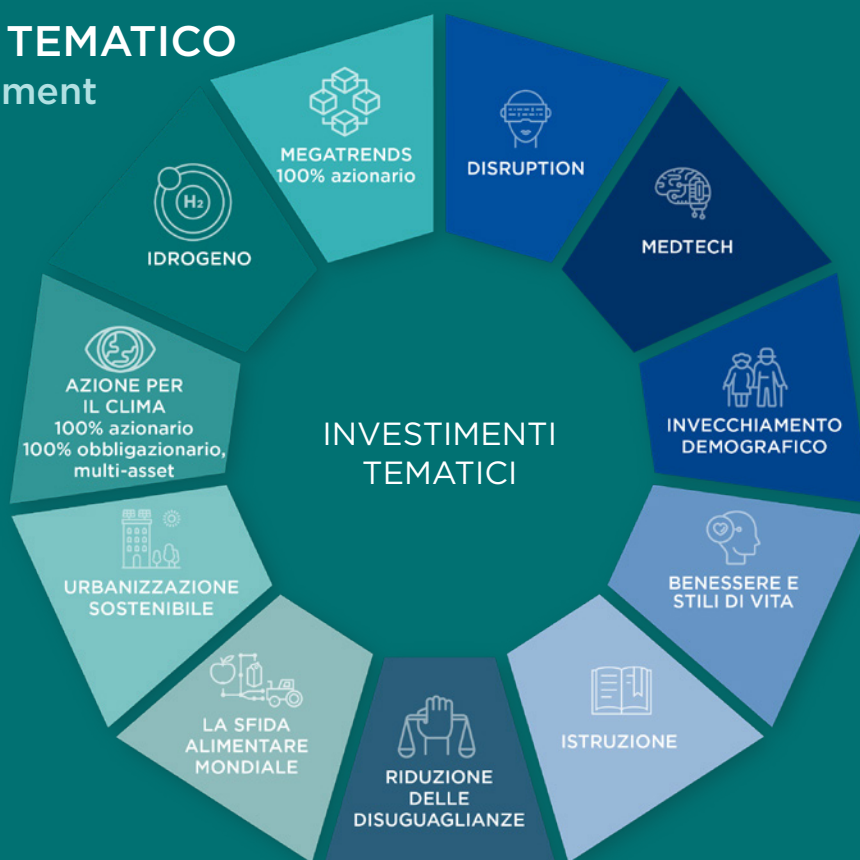 TEMATICO
ment
MEGATRENDS
100% azionario
DISRUPTION
MEDTECH
INVECCHIAMENTO
DEMOGRAFICO
BENESSERE E
STILI DI VITA
ISTRUZIONE
RIDUZIONE
DELLE
DISUGUAGLIANZE
LA SFIDA
ALIMENTARE
MONDIALE
URBANIZZAZIONE
SOSTENIBILE
AZIONE PER
IL CLIMA
100% azionario
100% obbligazionario,
multi-asset
H₂
IDROGENO
INVESTIMENTI
TEMATICI